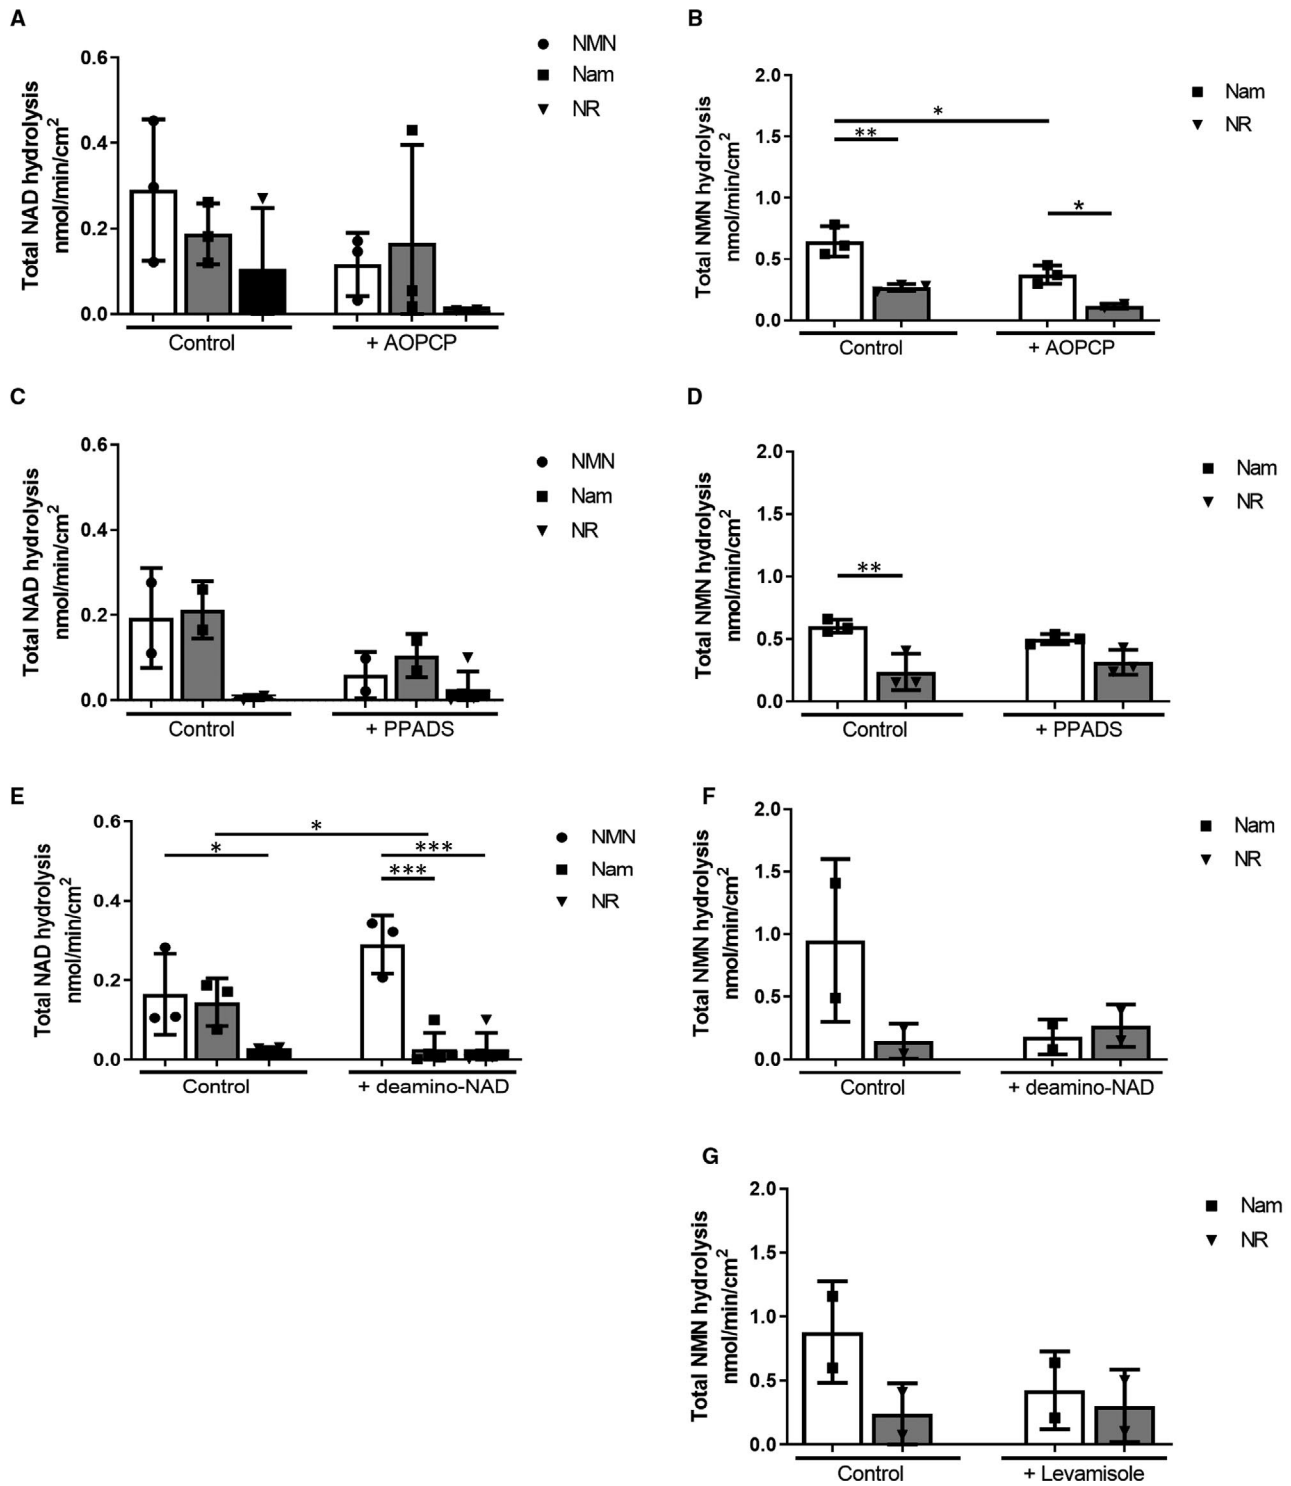 A
Total NAD hydrolysis
nmol/min/cm2
0.6
0.4
0.2
0.0
Control
+ AOPCP
NMN
Nam
NR
B
Total NMN hydrolysis
nmol/min/cm2
2.0
1.5
1.0
0.5
0.0
*
**
*
Control
+ AOPCP
Nam
NR
C
Total NAD hydrolysis
nmol/min/cm2
0.6
0.4
0.2
0.0
Control
+ PPADS
NMN
Nam
NR
D
Total NMN hydrolysis
nmol/min/cm2
2.0
1.5
1.0
0.5
0.0
**
Control
+ PPADS
Nam
NR
E
Total NAD hydrolysis
nmol/min/cm2
0.6
0.4
0.2
0.0
*
*
***
***
Control
+ deamino-NAD
NMN
Nam
NR
F
Total NMN hydrolysis
nmol/min/cm2
2.0
1.5
1.0
0.5
0.0
Control
+ deamino-NAD
Nam
NR
G
Total NMN hydrolysis
nmol/min/cm2
2.0
1.5
1.0
0.5
0.0
Control
+ Levamisole
Nam
NR